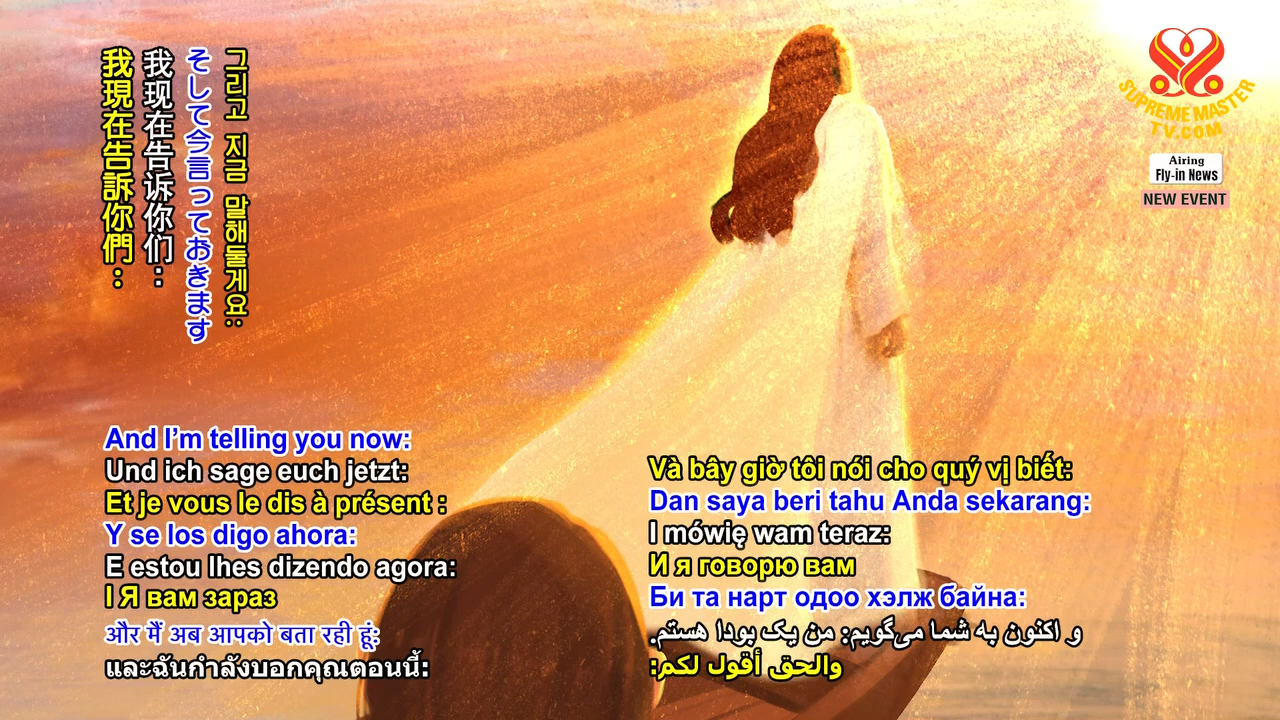 我現在告訴你們：
我现在告诉你们：
そして今言っておきます
그리고 지금 말해둘게요:
SUPREME MASTER
TV.COM
Airing
Fly-in News
NEW EVENT
And I’m telling you now:
Und ich sage euch jetzt:
Et je vous le dis à présent :
Y se los digo ahora:
E estou lhes dizendo agora:
І Я вам зараз
और मैं अब आपको बता रही हूं:
และฉันกำลังบอกคุณตอนนี้:
Và bây giờ tôi nói cho quý vị biết:
Dan saya beri tahu Anda sekarang:
I mówię wam teraz:
И я говорю вам
Би та нарт одоо хэлж байна:
و اکنون به شما می‌گویم: من یک بودا هستم.
والحق أقول لكم: